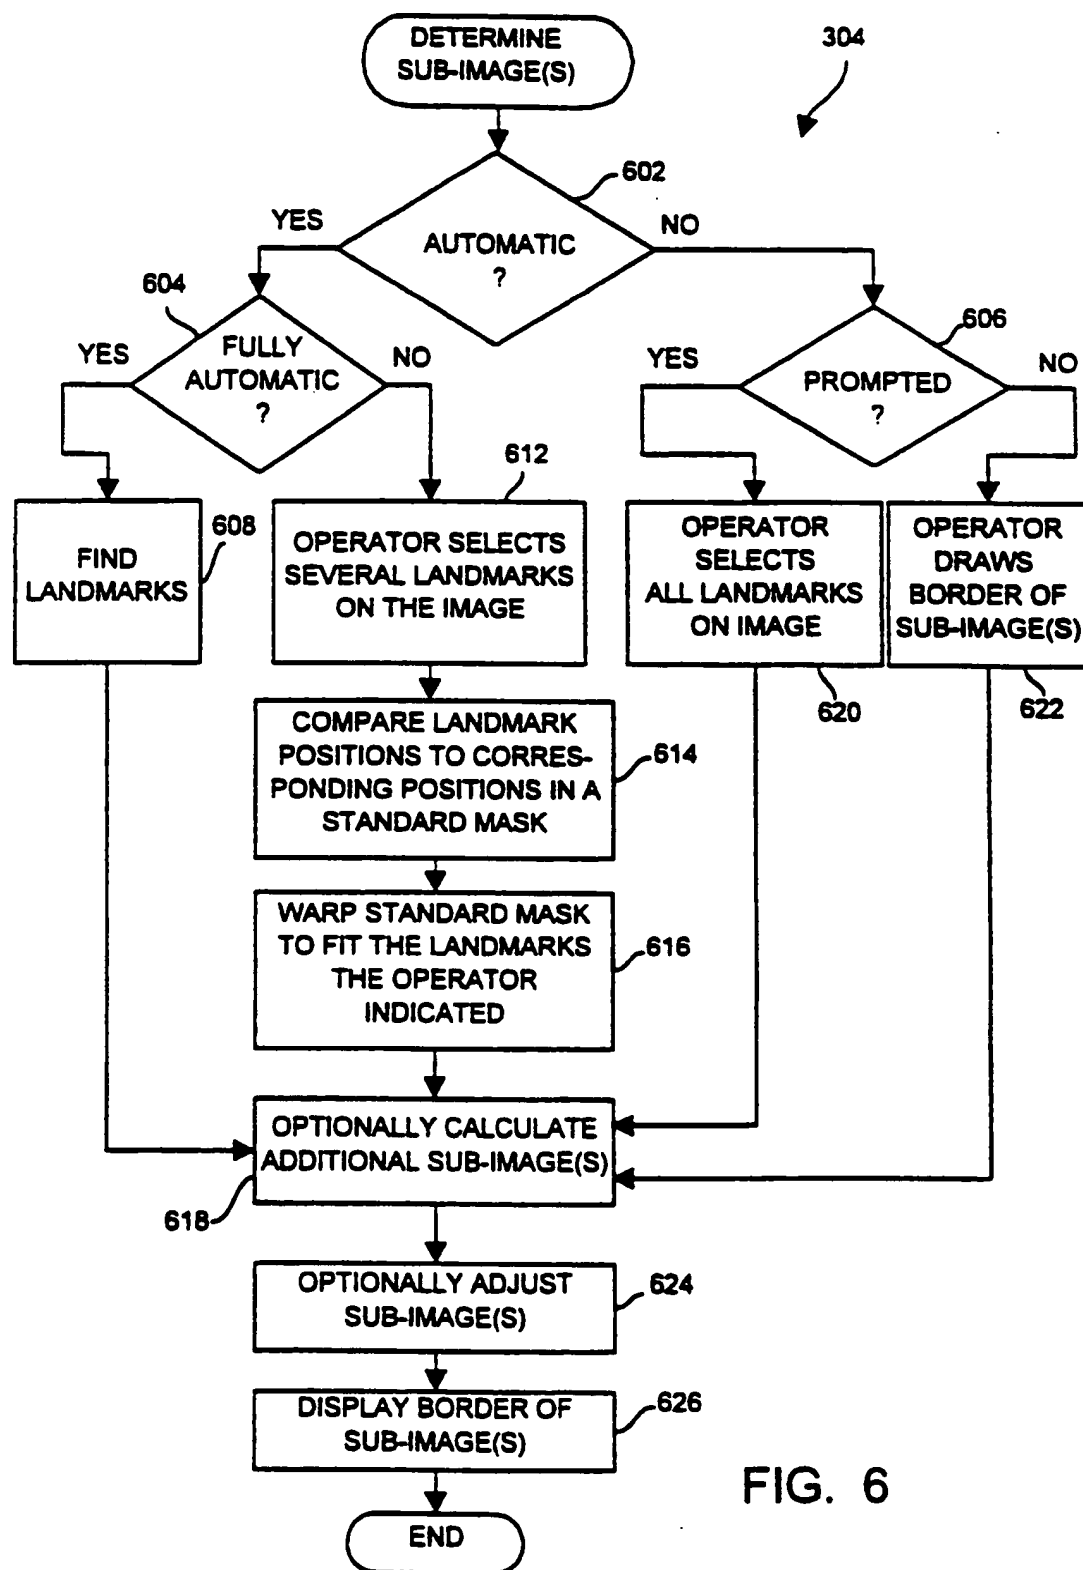 DETERMINE
SUB-IMAGE(S)
304
602
YES
NO
AUTOMATIC
?
604
606
YES
FULLY
AUTOMATIC
?
NO
YES
PROMPTED
?
NO
612
608
FIND
LANDMARKS
OPERATOR SELECTS
SEVERAL LANDMARKS
ON THE IMAGE
OPERATOR
SELECTS
ALL LANDMARKS
ON IMAGE
OPERATOR
DRAWS
BORDER OF
SUB-IMAGE(S)
620
622
COMPARE LANDMARK
POSITIONS TO CORRES-
PONDING POSITIONS IN A
STANDARD MASK
614
WARP STANDARD MASK
TO FIT THE LANDMARKS
THE OPERATOR
INDICATED
616
OPTIONALLY CALCULATE
ADDITIONAL SUB-IMAGE(S)
618
OPTIONALLY ADJUST
SUB-IMAGE(S)
624
DISPLAY BORDER OF
SUB-IMAGE(S)
626
END
FIG. 6